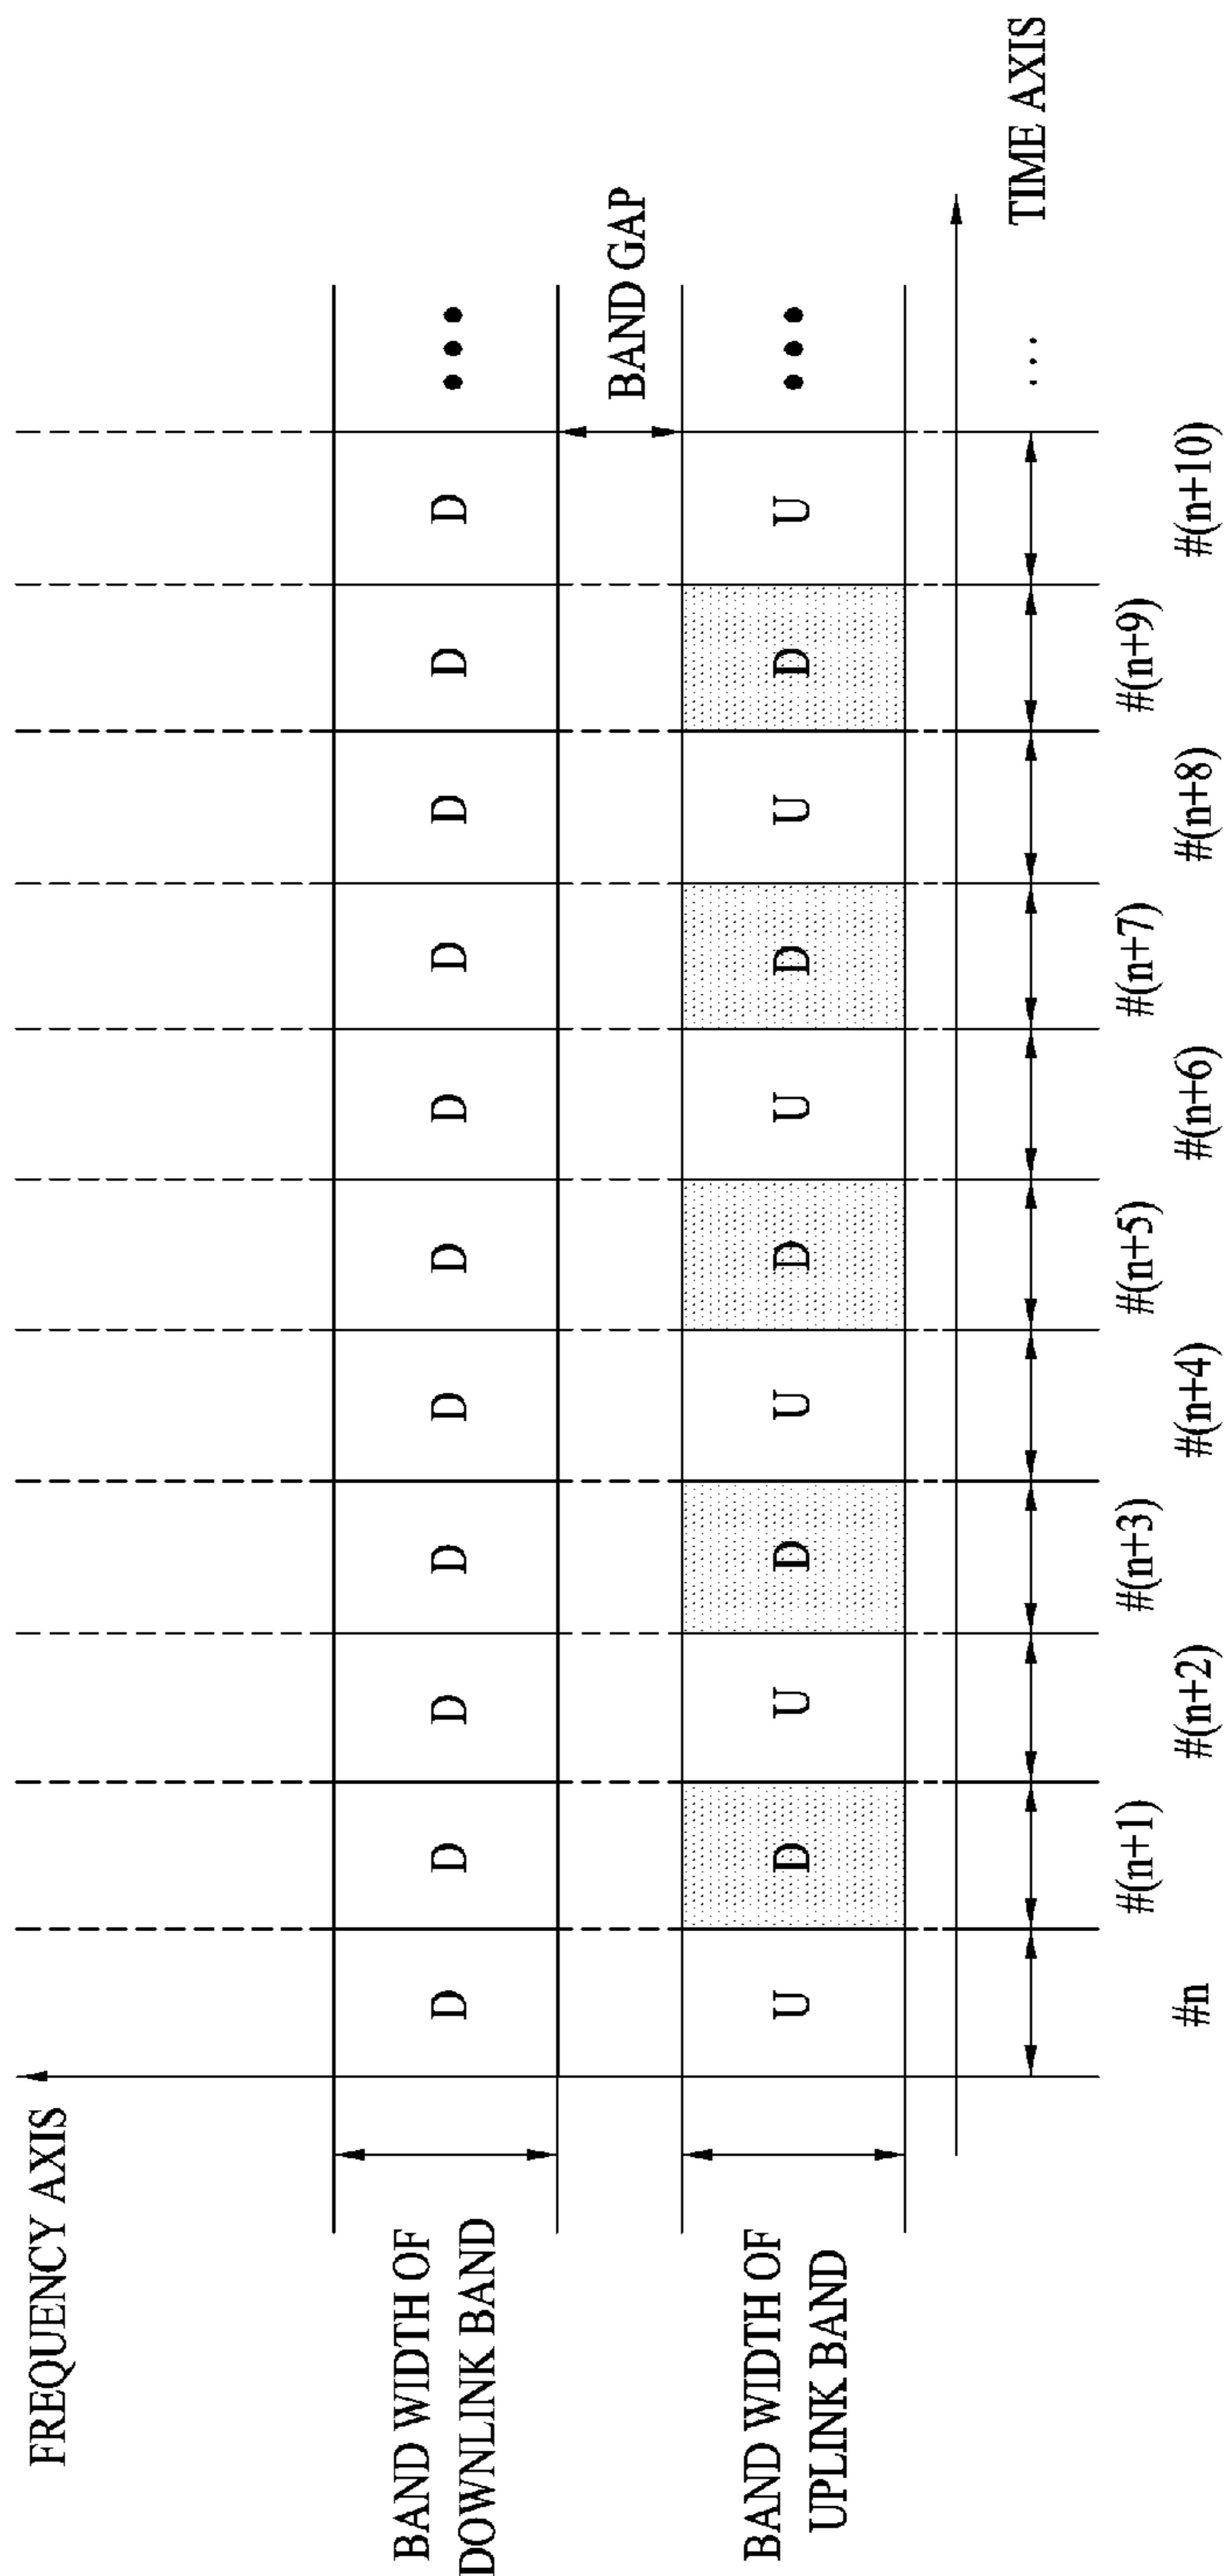 FREQUENCY AXIS
BAND WIDTH OF
DOWNLINK BAND
D D D D D D D D D D D •••
BAND GAP
BAND WIDTH OF
UPLINK BAND
U D U D U D U D U D U •••
TIME AXIS
#n #(n+1) #(n+2) #(n+3) #(n+4) #(n+5) #(n+6) #(n+7) #(n+8) #(n+9) #(n+10) ...